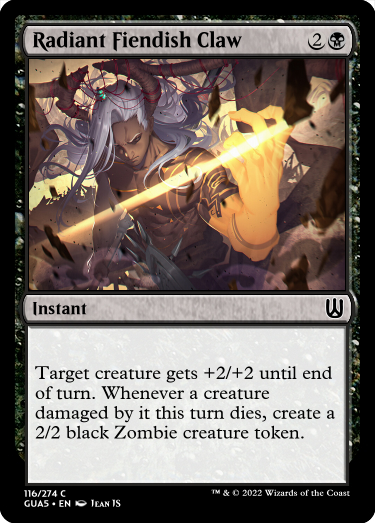 Radiant Fiendish Claw 2
Instant
Target creature gets +2/+2 until end
of turn. Whenever a creature
damaged by it this turn dies, create a
2/2 black Zombie creature token.
116/274 C
GUA5 • EN Jean IS
™ & © 2022 Wizards of the Coast